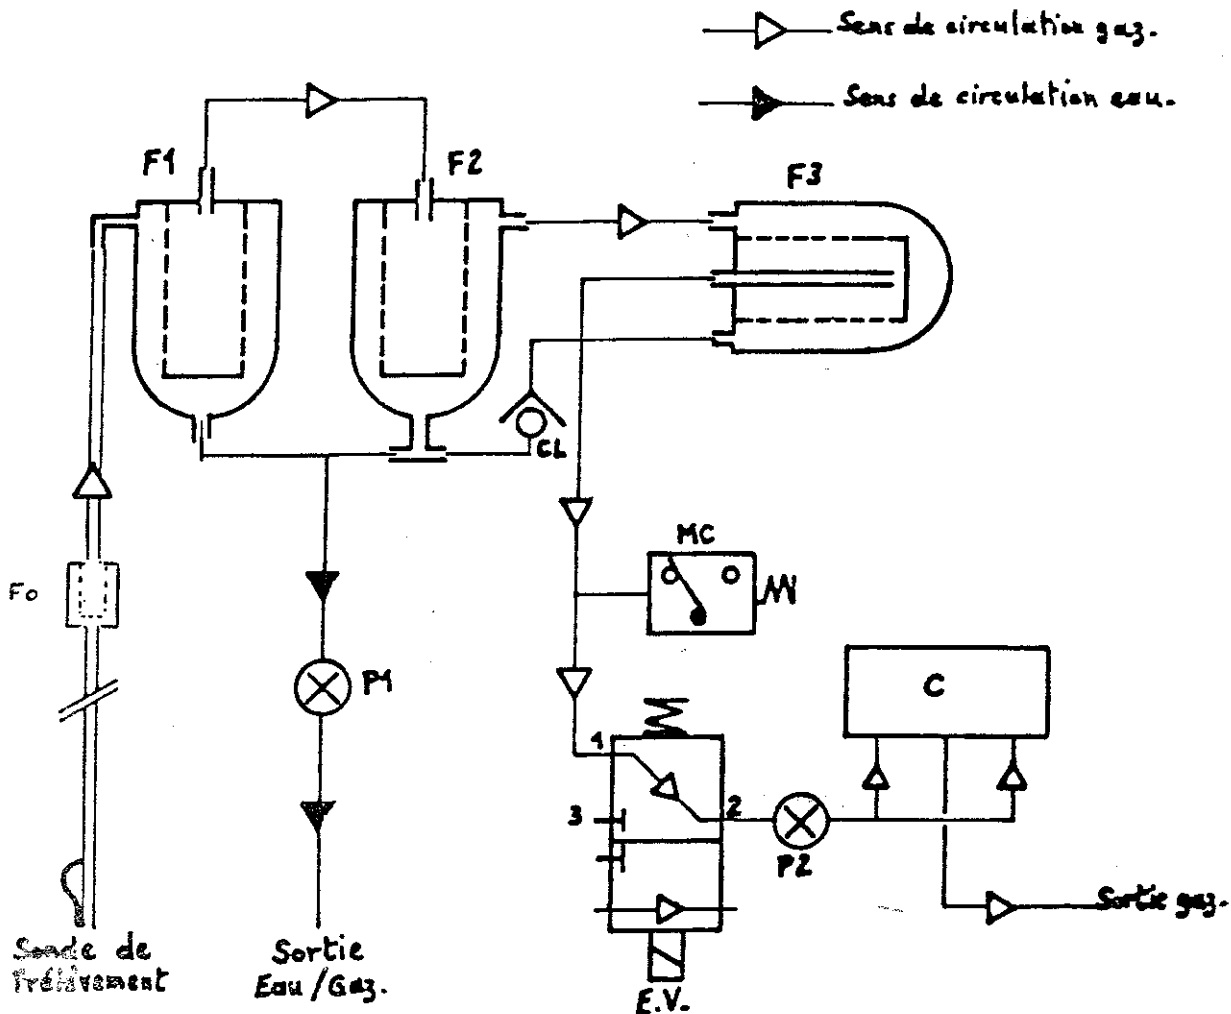 Sens de circulation gaz.
Sens de circulation eau.
F1
F2
F3
CL
MC
Fo
P1
C
1
2
3
P2
Sortie gaz.
Sonde de
Prélèvement
Sortie
Eau/Gaz.
E.V.